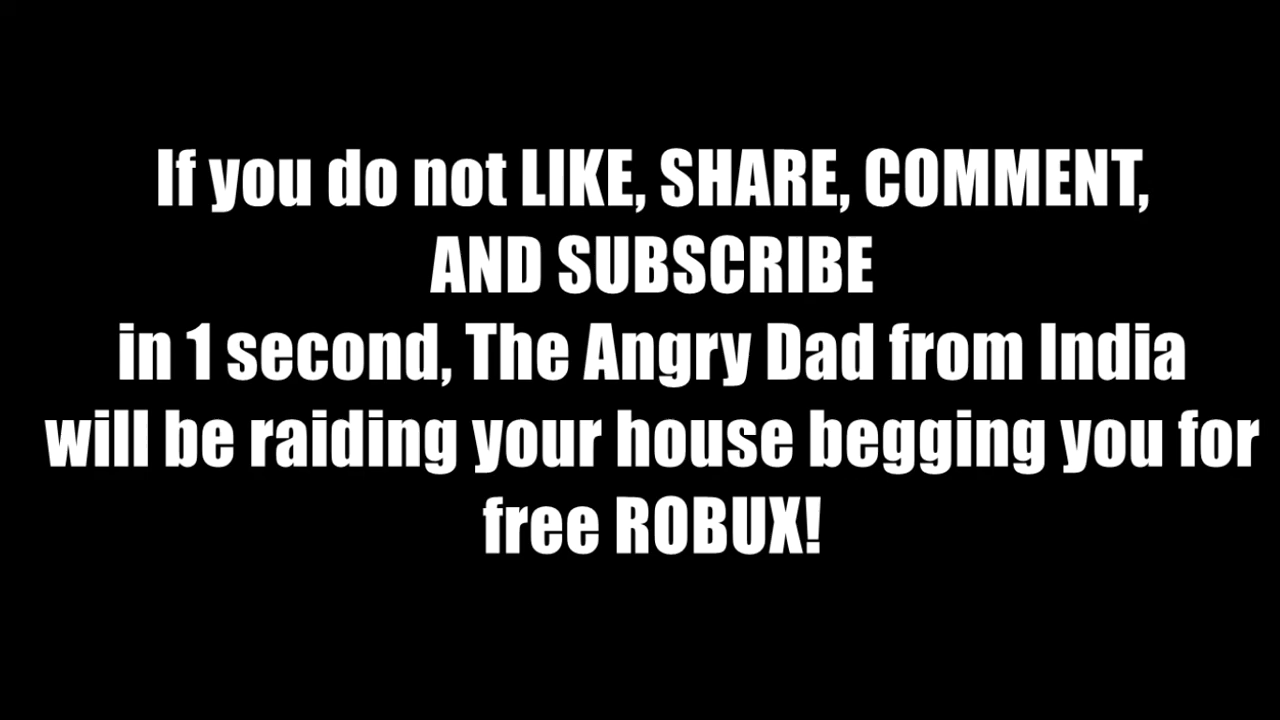 If you do not LIKE, SHARE, COMMENT,
AND SUBSCRIBE
in 1 second, The Angry Dad from India
will be raiding your house begging you for
free ROBUX!